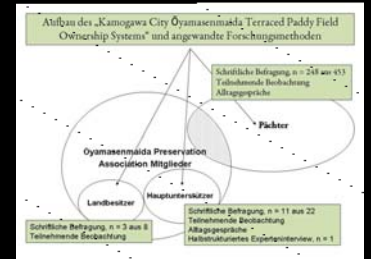 Aufbau des „Kamogawa City Ōyamasenmaida Terraced Paddy Field
Ownership Systems“ und angewandte Forschungsmethoden
Schriftliche Befragung, n = 248 aus 453
Teilnehmende Beobachtung
Alltagsgespräche
Pächter
Oyamasenmaida Preservation
Association Mitglieder
Landbesitzer
Hauptunterstützer
Schriftliche Befragung, n = 3 aus 8
Teilnehmende Beobachtung
Schriftliche Befragung, n = 11 aus 22
Teilnehmende Beobachtung
Alltagsgespräche
Halbstrukturiertes Experteninterview, n = 1